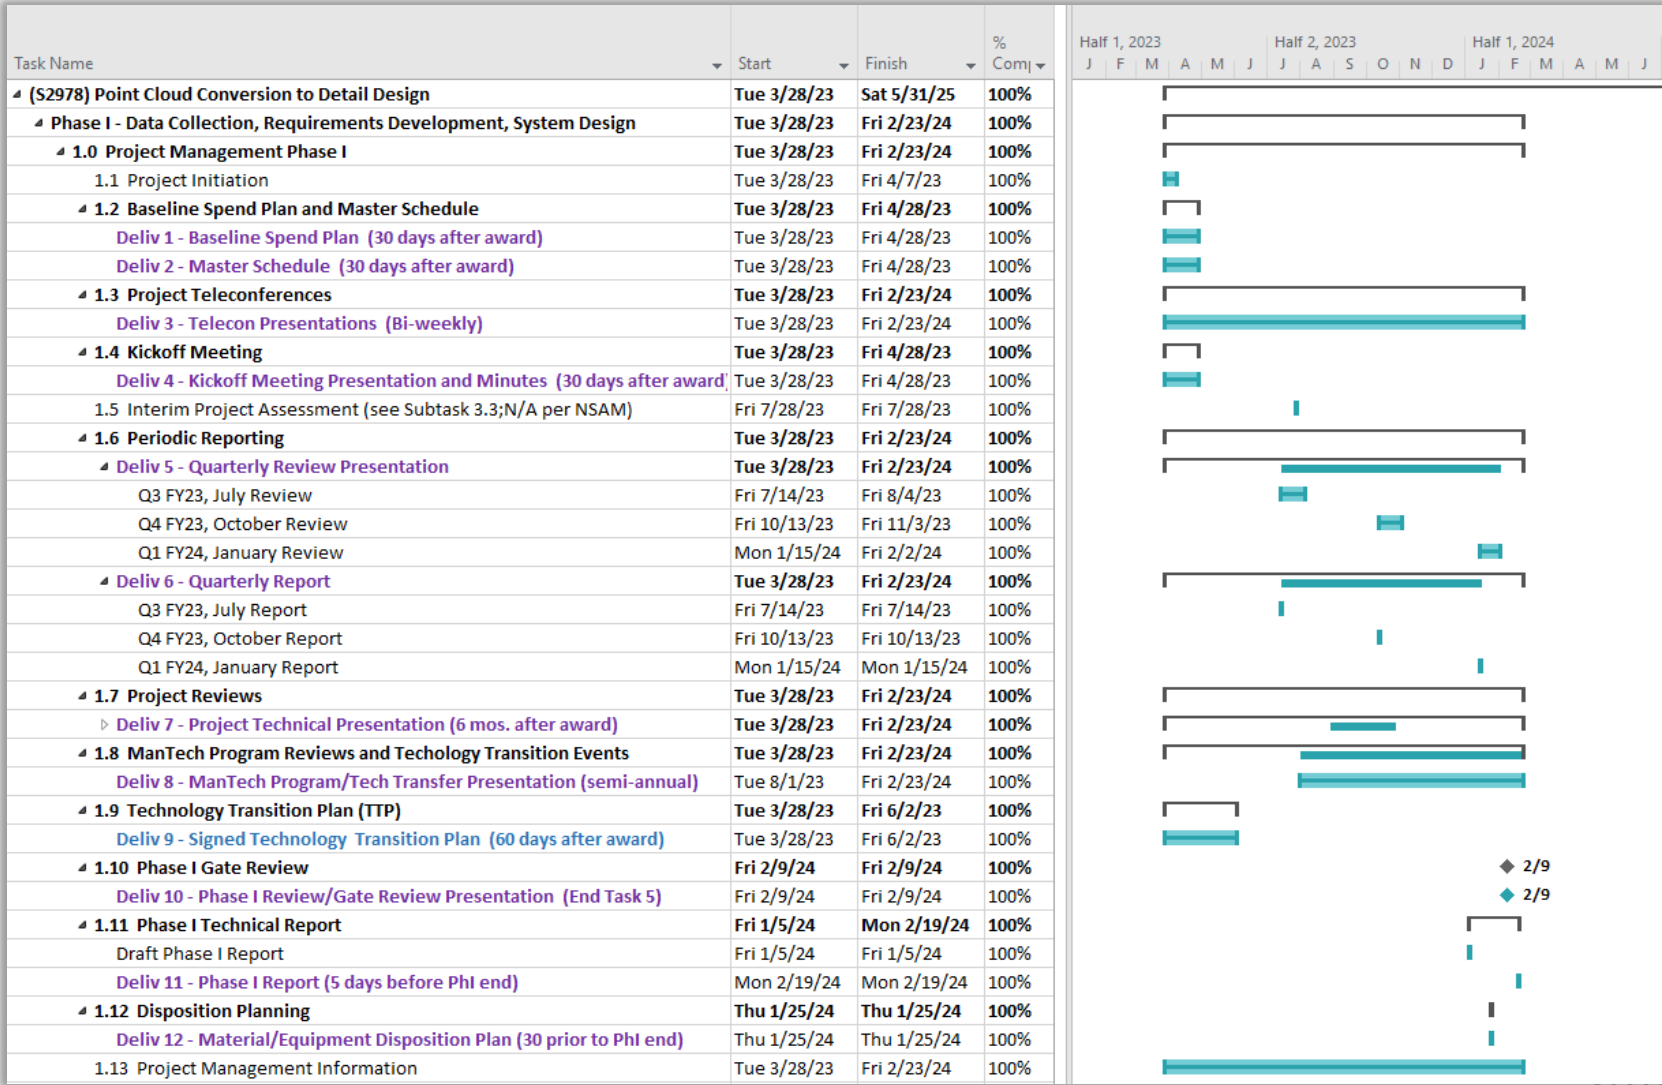 Task Name Start Finish % Comp
Half 1, 2023 Half 2, 2023 Half 1, 2024
J F M A M J J A S O N D J F M A M J
(S2978) Point Cloud Conversion to Detail Design Tue 3/28/23 Sat 5/31/25 100%
Phase I - Data Collection, Requirements Development, System Design Tue 3/28/23 Fri 2/23/24 100%
1.0 Project Management Phase I Tue 3/28/23 Fri 2/23/24 100%
1.1 Project Initiation Tue 3/28/23 Fri 4/7/23 100%
1.2 Baseline Spend Plan and Master Schedule Tue 3/28/23 Fri 4/28/23 100%
Deliv 1 - Baseline Spend Plan (30 days after award) Tue 3/28/23 Fri 4/28/23 100%
Deliv 2 - Master Schedule (30 days after award) Tue 3/28/23 Fri 4/28/23 100%
1.3 Project Teleconferences Tue 3/28/23 Fri 2/23/24 100%
Deliv 3 - Telecon Presentations (Bi-weekly) Tue 3/28/23 Fri 2/23/24 100%
1.4 Kickoff Meeting Tue 3/28/23 Fri 4/28/23 100%
Deliv 4 - Kickoff Meeting Presentation and Minutes (30 days after award) Tue 3/28/23 Fri 4/28/23 100%
1.5 Interim Project Assessment (see Subtask 3.3;N/A per NSAM) Fri 7/28/23 Fri 7/28/23 100%
1.6 Periodic Reporting Tue 3/28/23 Fri 2/23/24 100%
Deliv 5 - Quarterly Review Presentation Tue 3/28/23 Fri 2/23/24 100%
Q3 FY23, July Review Fri 7/14/23 Fri 8/4/23 100%
Q4 FY23, October Review Fri 10/13/23 Fri 11/3/23 100%
Q1 FY24, January Review Mon 1/15/24 Fri 2/2/24 100%
Deliv 6 - Quarterly Report Tue 3/28/23 Fri 2/23/24 100%
Q3 FY23, July Report Fri 7/14/23 Fri 7/14/23 100%
Q4 FY23, October Report Fri 10/13/23 Fri 10/13/23 100%
Q1 FY24, January Report Mon 1/15/24 Mon 1/15/24 100%
1.7 Project Reviews Tue 3/28/23 Fri 2/23/24 100%
Deliv 7 - Project Technical Presentation (6 mos. after award) Tue 3/28/23 Fri 2/23/24 100%
1.8 ManTech Program Reviews and Techology Transition Events Tue 3/28/23 Fri 2/23/24 100%
Deliv 8 - ManTech Program/Tech Transfer Presentation (semi-annual) Tue 8/1/23 Fri 2/23/24 100%
1.9 Technology Transition Plan (TTP) Tue 3/28/23 Fri 6/2/23 100%
Deliv 9 - Signed Technology Transition Plan (60 days after award) Tue 3/28/23 Fri 6/2/23 100%
1.10 Phase I Gate Review Fri 2/9/24 Fri 2/9/24 100% 2/9
Deliv 10 - Phase I Review/Gate Review Presentation (End Task 5) Fri 2/9/24 Fri 2/9/24 100% 2/9
1.11 Phase I Technical Report Fri 1/5/24 Mon 2/19/24 100%
Draft Phase I Report Fri 1/5/24 Fri 1/5/24 100%
Deliv 11 - Phase I Report (5 days before PhI end) Mon 2/19/24 Mon 2/19/24 100%
1.12 Disposition Planning Thu 1/25/24 Thu 1/25/24 100%
Deliv 12 - Material/Equipment Disposition Plan (30 prior to PhI end) Thu 1/25/24 Thu 1/25/24 100%
1.13 Project Management Information Tue 3/28/23 Fri 2/23/24 100%